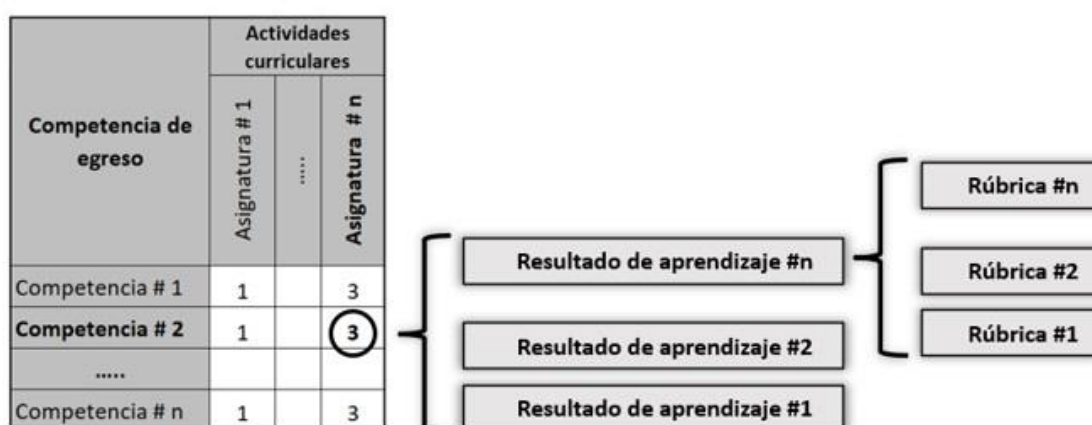 Actividades
curriculares
Competencia de
egreso
Asignatura # 1
.....
Asignatura # n
Competencia # 1 1 3
Competencia # 2 1 3
.....
Competencia # n 1 3
Resultado de aprendizaje #n
Resultado de aprendizaje #2
Resultado de aprendizaje #1
Rúbrica #n
Rúbrica #2
Rúbrica #1